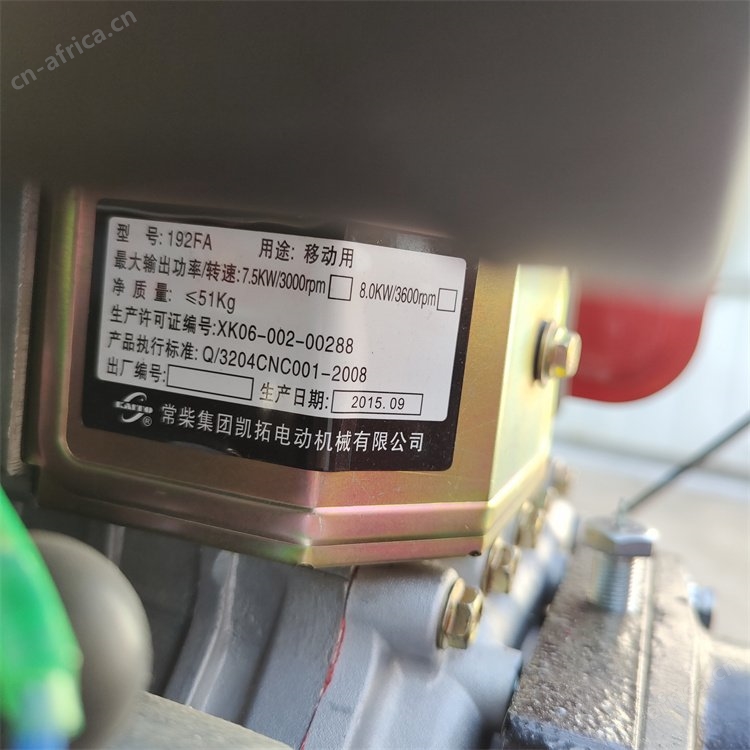 cn-africa.cn
型 号:192FA 用途: 移动用
最大输出功率/转速:7.5KW/3000rpm 8.0KW/3600rpm
净 质 量: ≤51Kg
生产许可证编号:XK06-002-00288
产品执行标准: Q/3204CNC001-2008
出厂编号: 生产日期: 2015.09
KAITO ® 常柴集团凯拓电动机械有限公司